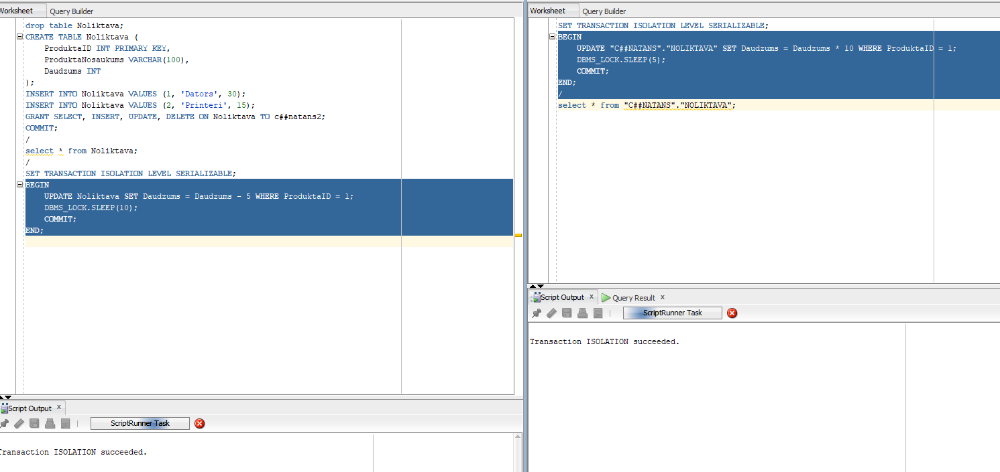 Worksheet Query Builder
drop table Noliktava;
CREATE TABLE Noliktava (
ProduktaID INT PRIMARY KEY,
ProduktaNosaukums VARCHAR(100),
Daudzums INT
);
INSERT INTO Noliktava VALUES (1, 'Dators', 30);
INSERT INTO Noliktava VALUES (2, 'Printeri', 15);
GRANT SELECT, INSERT, UPDATE, DELETE ON Noliktava TO c##natans2;
COMMIT;
/
select * from Noliktava;
/
SET TRANSACTION ISOLATION LEVEL SERIALIZABLE;
BEGIN
UPDATE Noliktava SET Daudzums = Daudzums - 5 WHERE ProduktaID = 1;
DBMS_LOCK.SLEEP(10);
COMMIT;
END;
Script Output x
ScriptRunner Task
Transaction ISOLATION succeeded.
Worksheet Query Builder
SET TRANSACTION ISOLATION LEVEL SERIALIZABLE;
BEGIN
UPDATE "C##NATANS"."NOLIKTAVA" SET Daudzums = Daudzums * 10 WHERE ProduktaID = 1;
DBMS_LOCK.SLEEP(5);
COMMIT;
END;
/
select * from "C##NATANS"."NOLIKTAVA";
Script Output x Query Result x
ScriptRunner Task
Transaction ISOLATION succeeded.